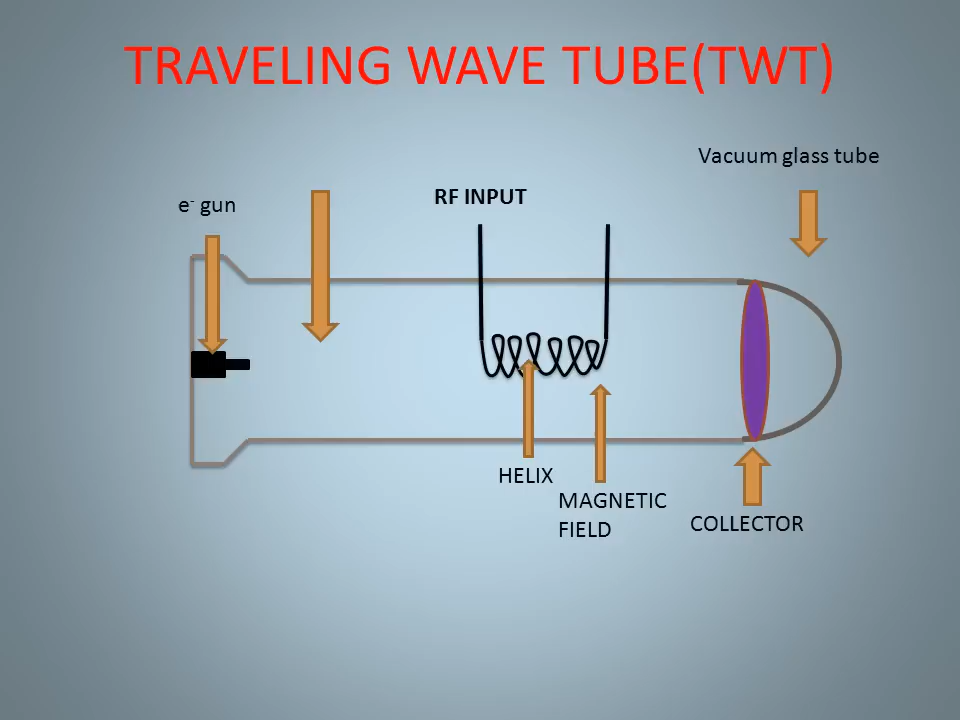 TRAVELING WAVE TUBE(TWT)
Vacuum glass tube
e⁻ gun
RF INPUT
HELIX
MAGNETIC
FIELD
COLLECTOR